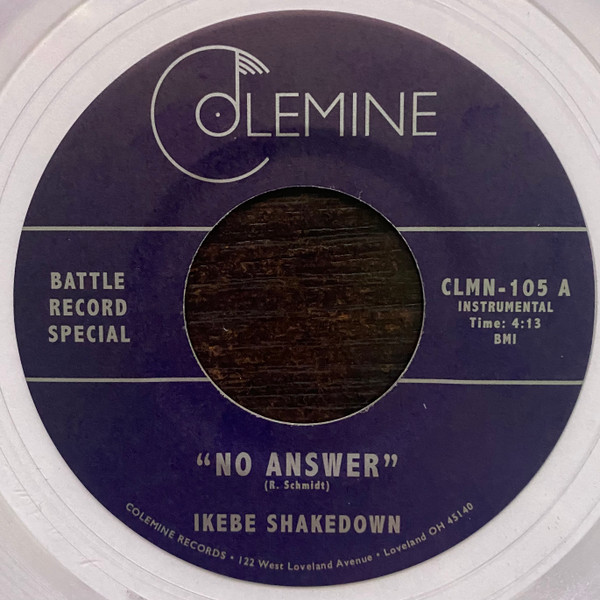 COLEMINE
BATTLE
RECORD
SPECIAL
CLMN-105 A
INSTRUMENTAL
Time: 4:13
BMI
“NO ANSWER”
(R. Schmidt)
IKEBE SHAKEDOWN
COLEMINE RECORDS • 122 West Loveland Avenue • Loveland OH 45140